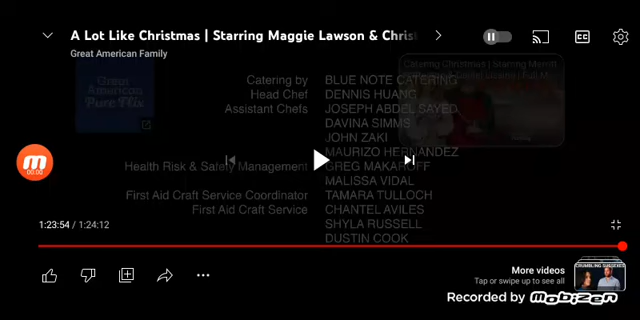 A Lot Like Christmas | Starring Maggie Lawson & Chris
Great American Family
Great American Pure Flix
Catering Christmas | Starring Merritt
Catering by BLUE NOTE CATERING
Head Chef DENNIS HUANG
Assistant Chefs JOSEPH ABDEL SAYED
DAVINA SIMMS
JOHN ZAKI
MAURIZO HERNANDEZ
Health Risk & Safety Management GREG MAKAROFF
MALISSA VIDAL
First Aid Craft Service Coordinator TAMARA TULLOCH
First Aid Craft Service CHANTEL AVILES
SHYLA RUSSELL
DUSTIN COOK
00:00
1:23:54 / 1:24:12
More videos
Tap or swipe up to see all
Recorded by Mobizen